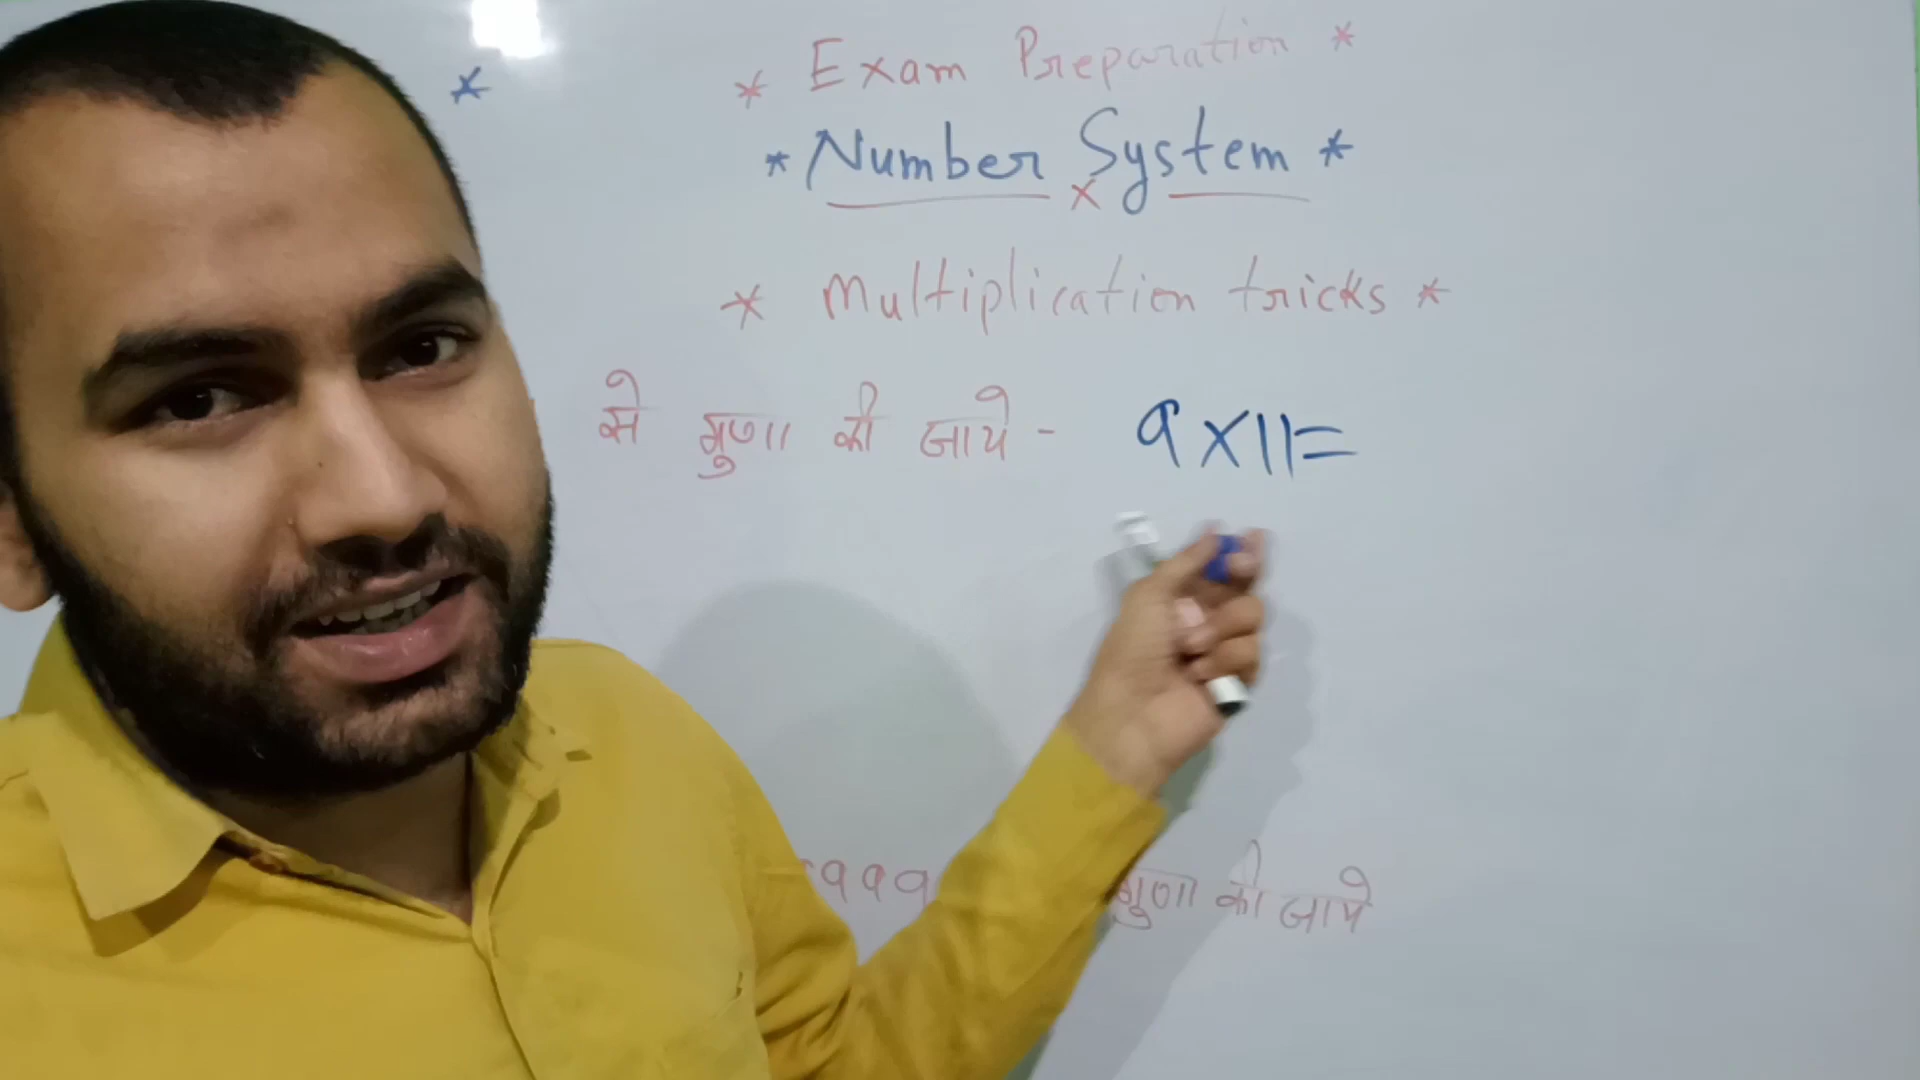 * Exam Preparation *
* Number System *
x
* Multiplication tricks *
से गुणा की जाये - 9 X 11 =
999 गुणा की जाये